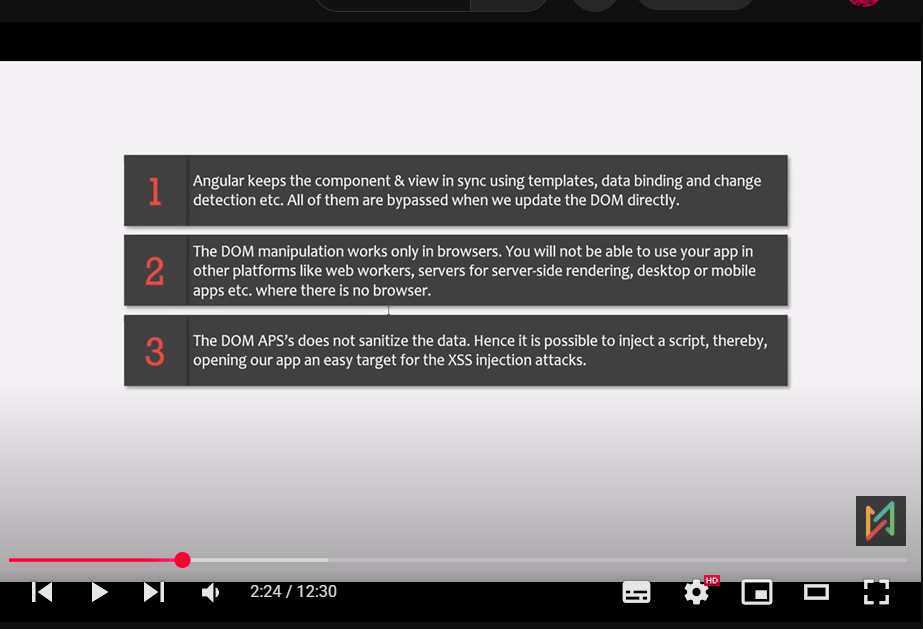 1
Angular keeps the component & view in sync using templates, data binding and change
detection etc. All of them are bypassed when we update the DOM directly.
2
The DOM manipulation works only in browsers. You will not be able to use your app in
other platforms like web workers, servers for server-side rendering, desktop or mobile
apps etc. where there is no browser.
3
The DOM APS’s does not sanitize the data. Hence it is possible to inject a script, thereby,
opening our app an easy target for the XSS injection attacks.
2:24 / 12:30
HD